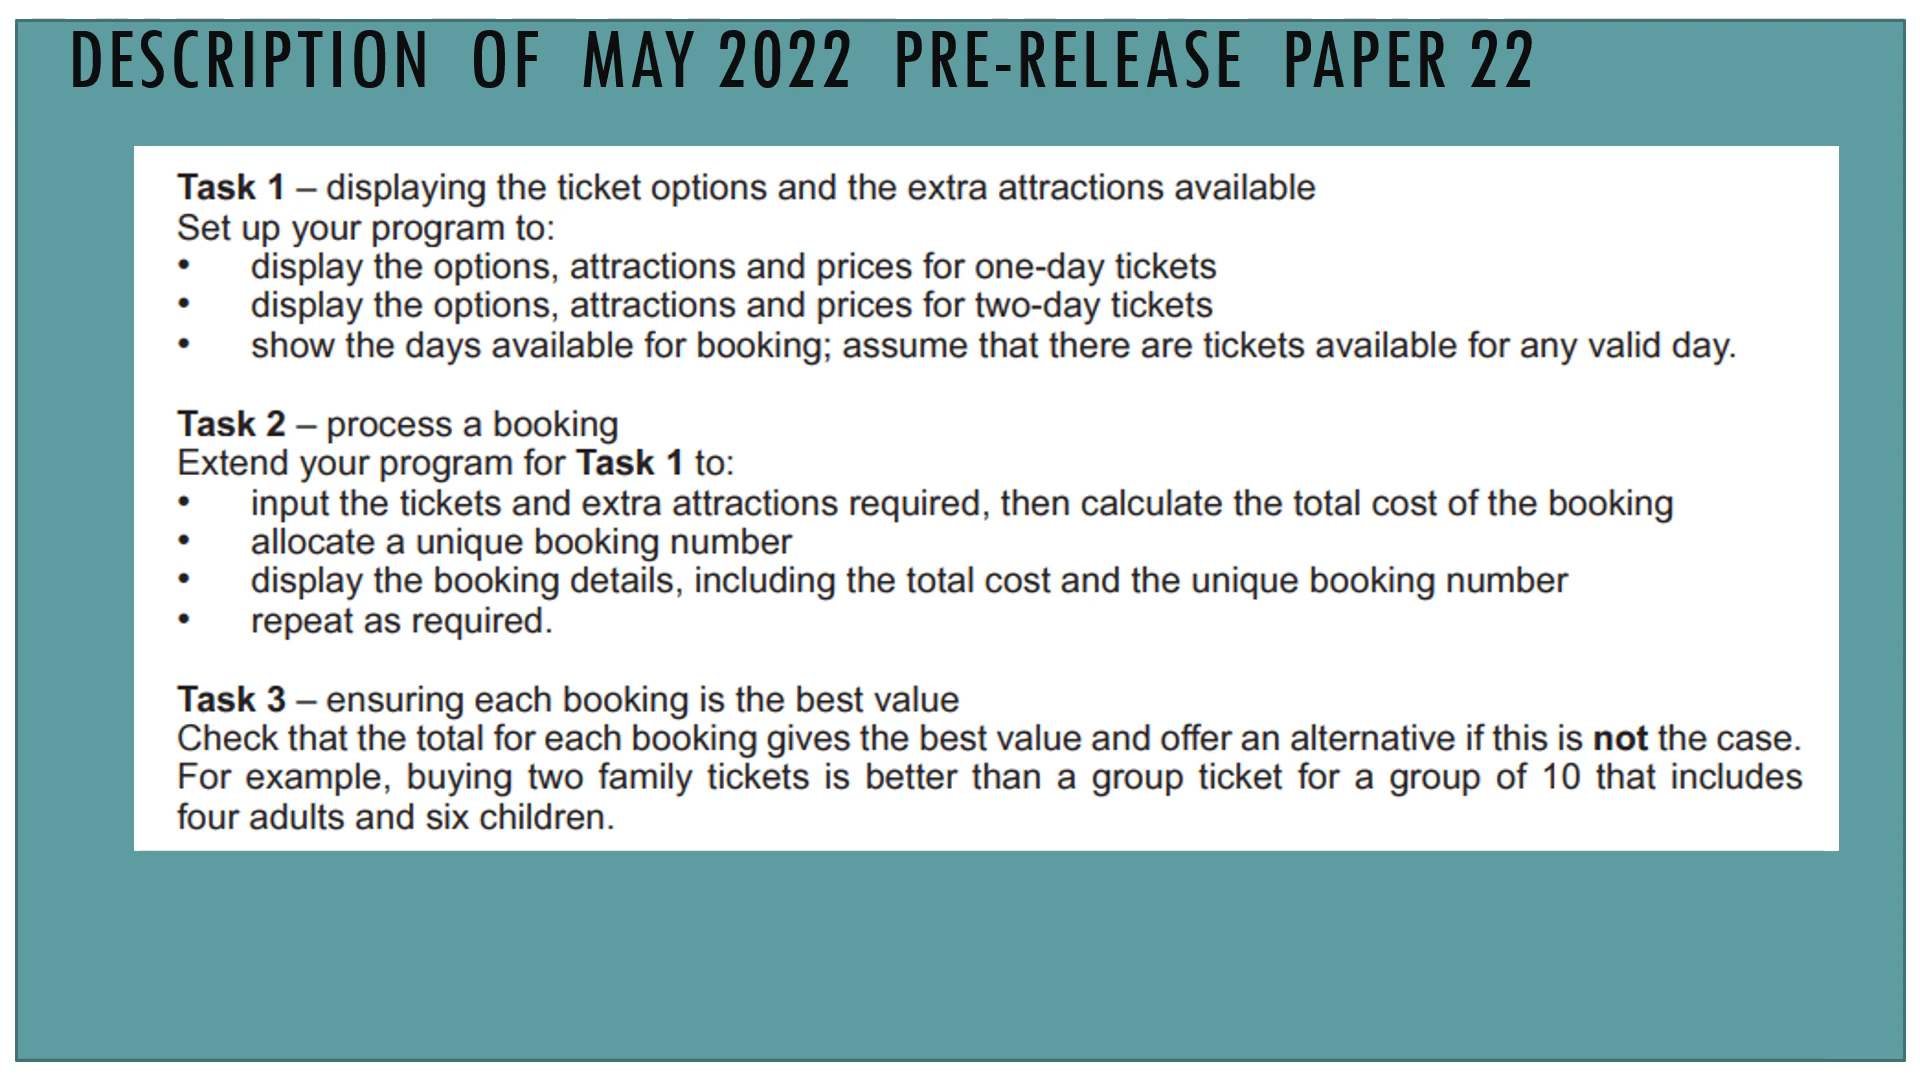 DESCRIPTION OF MAY 2022 PRE-RELEASE PAPER 22
Task 1 – displaying the ticket options and the extra attractions available
Set up your program to:
• display the options, attractions and prices for one-day tickets
• display the options, attractions and prices for two-day tickets
• show the days available for booking; assume that there are tickets available for any valid day.
Task 2 – process a booking
Extend your program for Task 1 to:
• input the tickets and extra attractions required, then calculate the total cost of the booking
• allocate a unique booking number
• display the booking details, including the total cost and the unique booking number
• repeat as required.
Task 3 – ensuring each booking is the best value
Check that the total for each booking gives the best value and offer an alternative if this is not the case.
For example, buying two family tickets is better than a group ticket for a group of 10 that includes
four adults and six children.